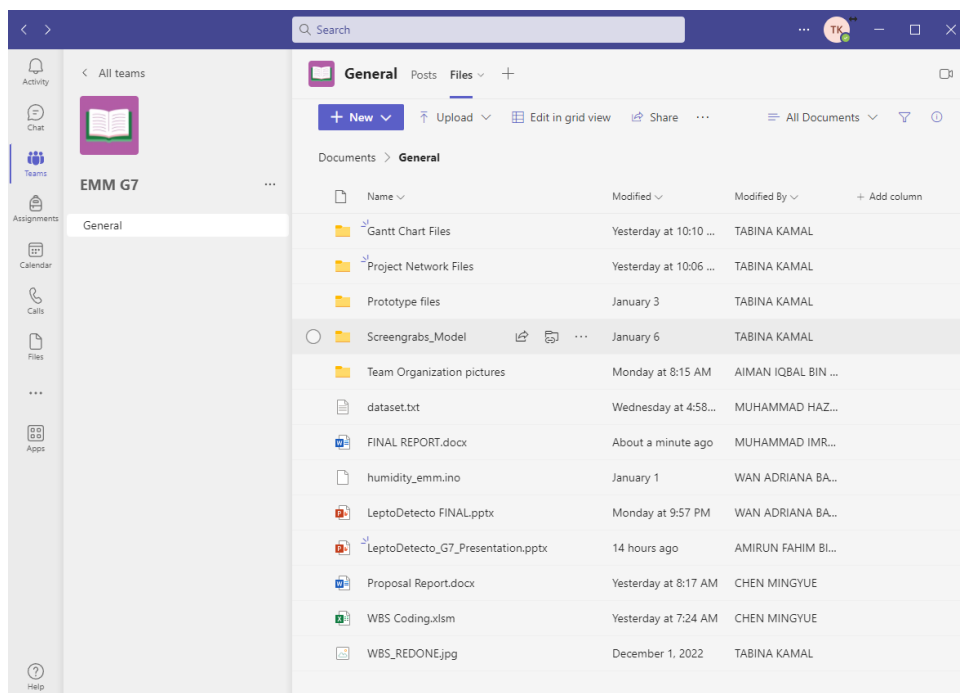 Search
TK
Activity
Chat
Teams
Assignments
Calendar
Calls
Files
Apps
Help
All teams
EMM G7
General
General Posts Files
New Upload Edit in grid view Share All Documents
Documents > General
Name Modified Modified By + Add column
Gantt Chart Files Yesterday at 10:10 ... TABINA KAMAL
Project Network Files Yesterday at 10:06 ... TABINA KAMAL
Prototype files January 3 TABINA KAMAL
Screengrabs_Model January 6 TABINA KAMAL
Team Organization pictures Monday at 8:15 AM AIMAN IQBAL BIN ...
dataset.txt Wednesday at 4:58... MUHAMMAD HAZ...
FINAL REPORT.docx About a minute ago MUHAMMAD IMR...
humidity_emm.ino January 1 WAN ADRIANA BA...
LeptoDetecto FINAL.pptx Monday at 9:57 PM WAN ADRIANA BA...
LeptoDetecto_G7_Presentation.pptx 14 hours ago AMIRUN FAHIM BI...
Proposal Report.docx Yesterday at 8:17 AM CHEN MINGYUE
WBS Coding.xlsm Yesterday at 7:24 AM CHEN MINGYUE
WBS_REDONE.jpg December 1, 2022 TABINA KAMAL